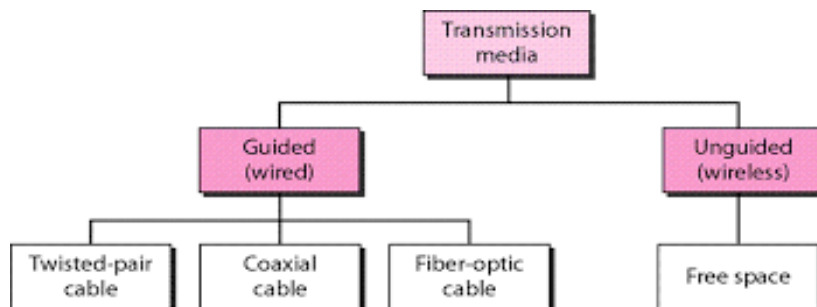 Transmission
media
Guided
(wired)
Unguided
(wireless)
Twisted-pair
cable
Coaxial
cable
Fiber-optic
cable
Free space